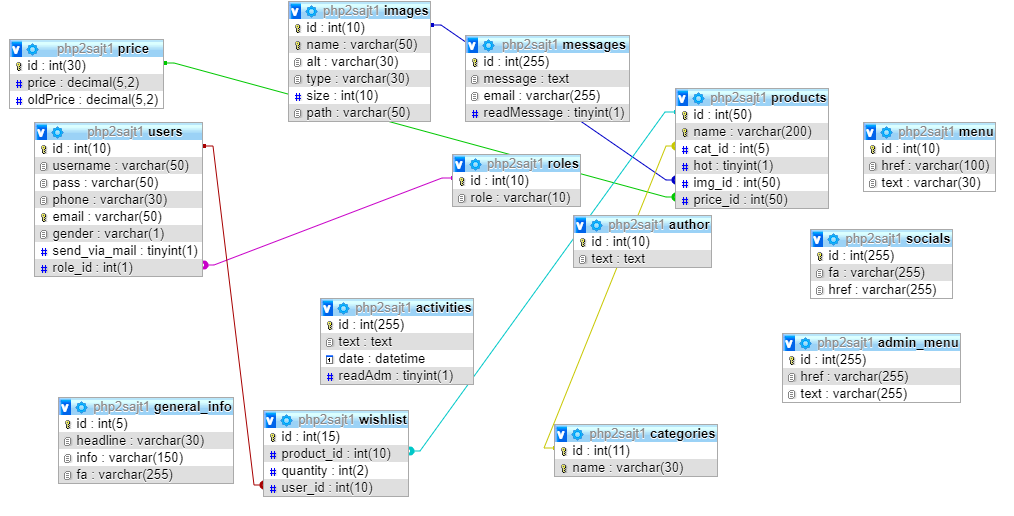 php2sajt1 images
id : int(10)
name : varchar(50)
alt : varchar(30)
type : varchar(30)
size : int(10)
path : varchar(50)
php2sajt1 price
id : int(30)
price : decimal(5,2)
oldPrice : decimal(5,2)
php2sajt1 messages
id : int(255)
message : text
email : varchar(255)
readMessage : tinyint(1)
php2sajt1 products
id : int(50)
name : varchar(200)
cat_id : int(5)
hot : tinyint(1)
img_id : int(50)
price_id : int(50)
php2sajt1 users
id : int(10)
username : varchar(50)
pass : varchar(50)
phone : varchar(30)
email : varchar(50)
gender : varchar(1)
send_via_mail : tinyint(1)
role_id : int(1)
php2sajt1 menu
id : int(10)
href : varchar(100)
text : varchar(30)
php2sajt1 roles
id : int(10)
role : varchar(10)
php2sajt1 author
id : int(10)
text : text
php2sajt1 socials
id : int(255)
fa : varchar(255)
href : varchar(255)
php2sajt1 activities
id : int(255)
text : text
date : datetime
readAdm : tinyint(1)
php2sajt1 admin_menu
id : int(255)
href : varchar(255)
text : varchar(255)
php2sajt1 general_info
id : int(5)
headline : varchar(30)
info : varchar(150)
fa : varchar(255)
php2sajt1 wishlist
id : int(15)
product_id : int(10)
quantity : int(2)
user_id : int(10)
php2sajt1 categories
id : int(11)
name : varchar(30)